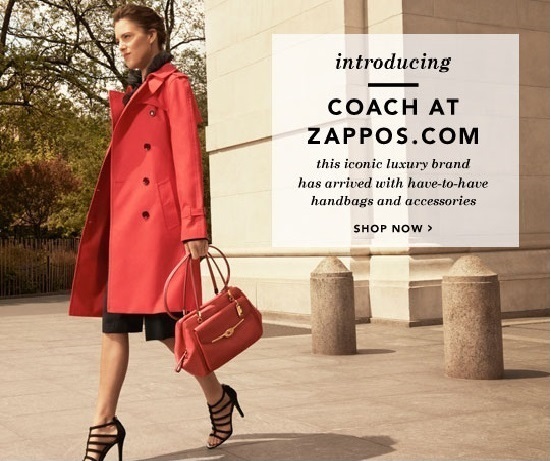 introducing
COACH AT
ZAPPOS.COM
this iconic luxury brand
has arrived with have-to-have
handbags and accessories
SHOP NOW >